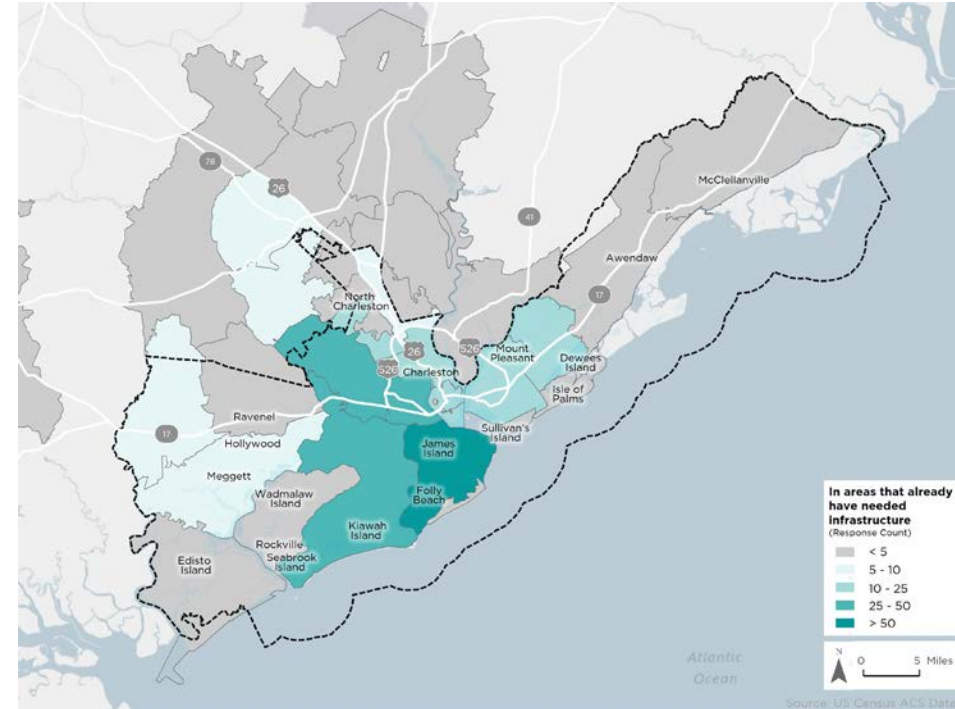 78
26
41
McClellanville
Awendaw
17
North
Charleston
526
26
526
Charleston
Mount
Pleasant
Dewees
Island
Isle of
Palms
Sullivan's
Island
Ravenel
17
Hollywood
Meggett
James
Island
Folly
Beach
Wadmalaw
Island
Kiawah
Island
Rockville
Seabrook
Island
Edisto
Island
In areas that already
have needed
infrastructure
(Response Count)
< 5
5 - 10
10 - 25
25 - 50
> 50
N
0 5 Miles
Atlantic
Ocean
Source: US Census ACS Data